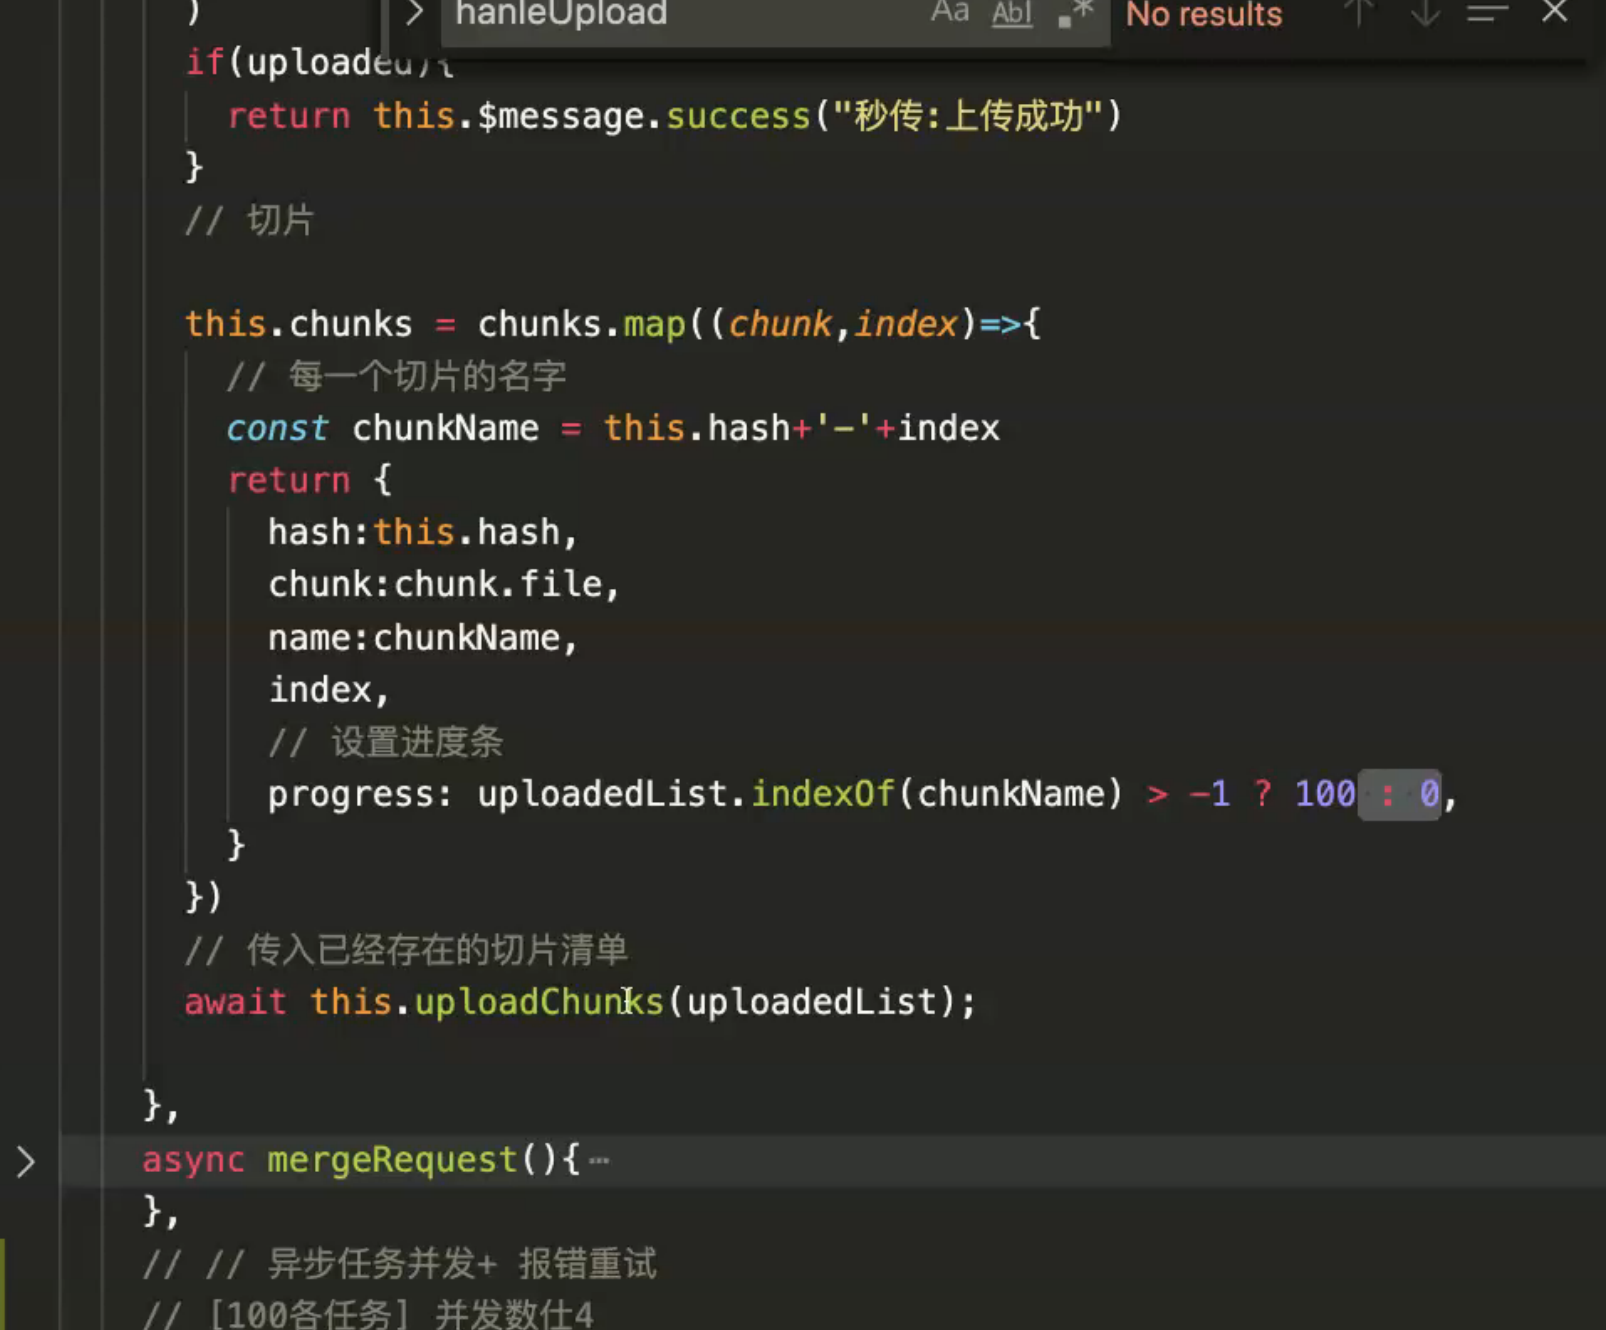 hanleUpload Aa Abl .* No results
)
if(uploaded){
return this.$message.success("秒传:上传成功")
}
// 切片
this.chunks = chunks.map((chunk,index)=>{
// 每一个切片的名字
const chunkName = this.hash+'-'+index
return {
hash:this.hash,
chunk:chunk.file,
name:chunkName,
index,
// 设置进度条
progress: uploadedList.indexOf(chunkName) > -1 ? 100 : 0,
}
})
// 传入已经存在的切片清单
await this.uploadChunks(uploadedList);
},
async mergeRequest(){ ⋯
},
// // 异步任务并发+ 报错重试
// [100各任务] 并发数仕4